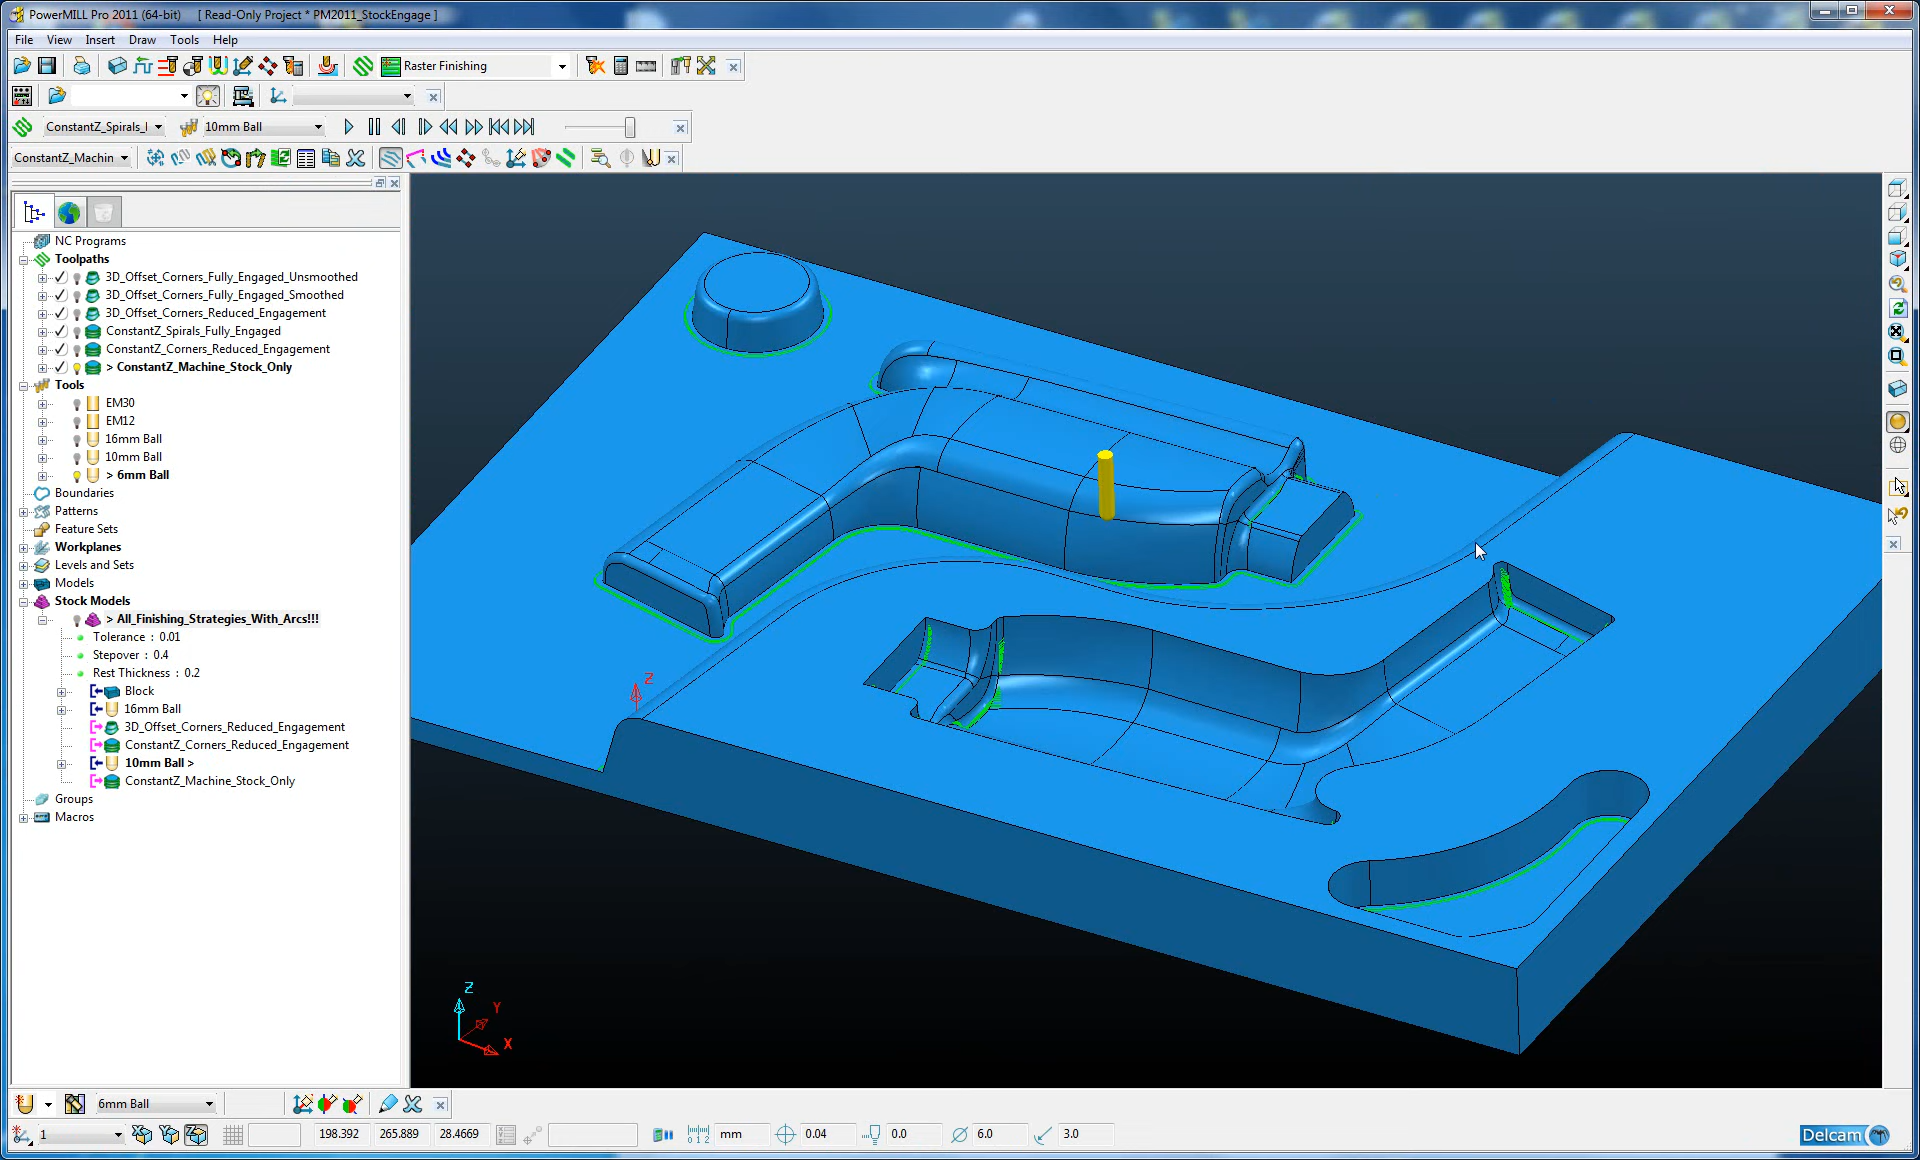 PowerMILL Pro 2011 (64-bit)   [ Read-Only Project * PM2011_StockEngage ]
File View Insert Draw Tools Help
Raster Finishing
ConstantZ_Spirals_I 10mm Ball
ConstantZ_Machin
NC Programs
Toolpaths
3D_Offset_Corners_Fully_Engaged_Unsmoothed
3D_Offset_Corners_Fully_Engaged_Smoothed
3D_Offset_Corners_Reduced_Engagement
ConstantZ_Spirals_Fully_Engaged
ConstantZ_Corners_Reduced_Engagement
> ConstantZ_Machine_Stock_Only
Tools
EM30
EM12
16mm Ball
10mm Ball
> 6mm Ball
Boundaries
Patterns
Feature Sets
Workplanes
Levels and Sets
Models
Stock Models
> All_Finishing_Strategies_With_Arcs!!!
Tolerance : 0.01
Stepover : 0.4
Rest Thickness : 0.2
Block
16mm Ball
3D_Offset_Corners_Reduced_Engagement
ConstantZ_Corners_Reduced_Engagement
10mm Ball >
ConstantZ_Machine_Stock_Only
Groups
Macros
Z
Z
Y
X
6mm Ball
1 198.392 265.889 28.4669 mm 0.04 0.0 6.0 3.0
Delcam